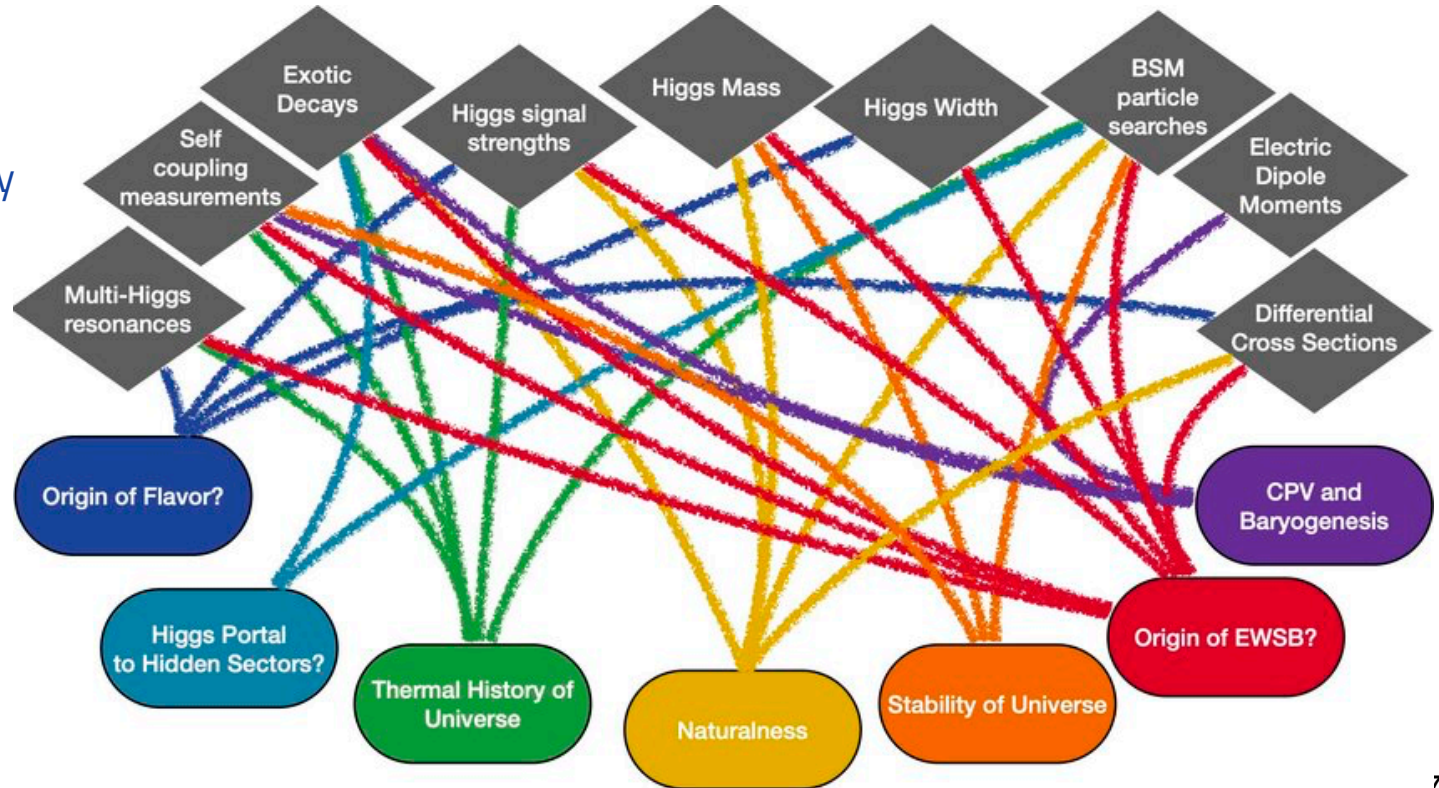 Exotic
Decays
Higgs signal
strengths
Higgs Mass
Higgs Width
BSM
particle
searches
Self
coupling
measurements
Electric
Dipole
Moments
y
Multi-Higgs
resonances
Differential
Cross Sections
Origin of Flavor?
CPV and
Baryogenesis
Higgs Portal
to Hidden Sectors?
Origin of EWSB?
Thermal History of
Universe
Naturalness
Stability of Universe